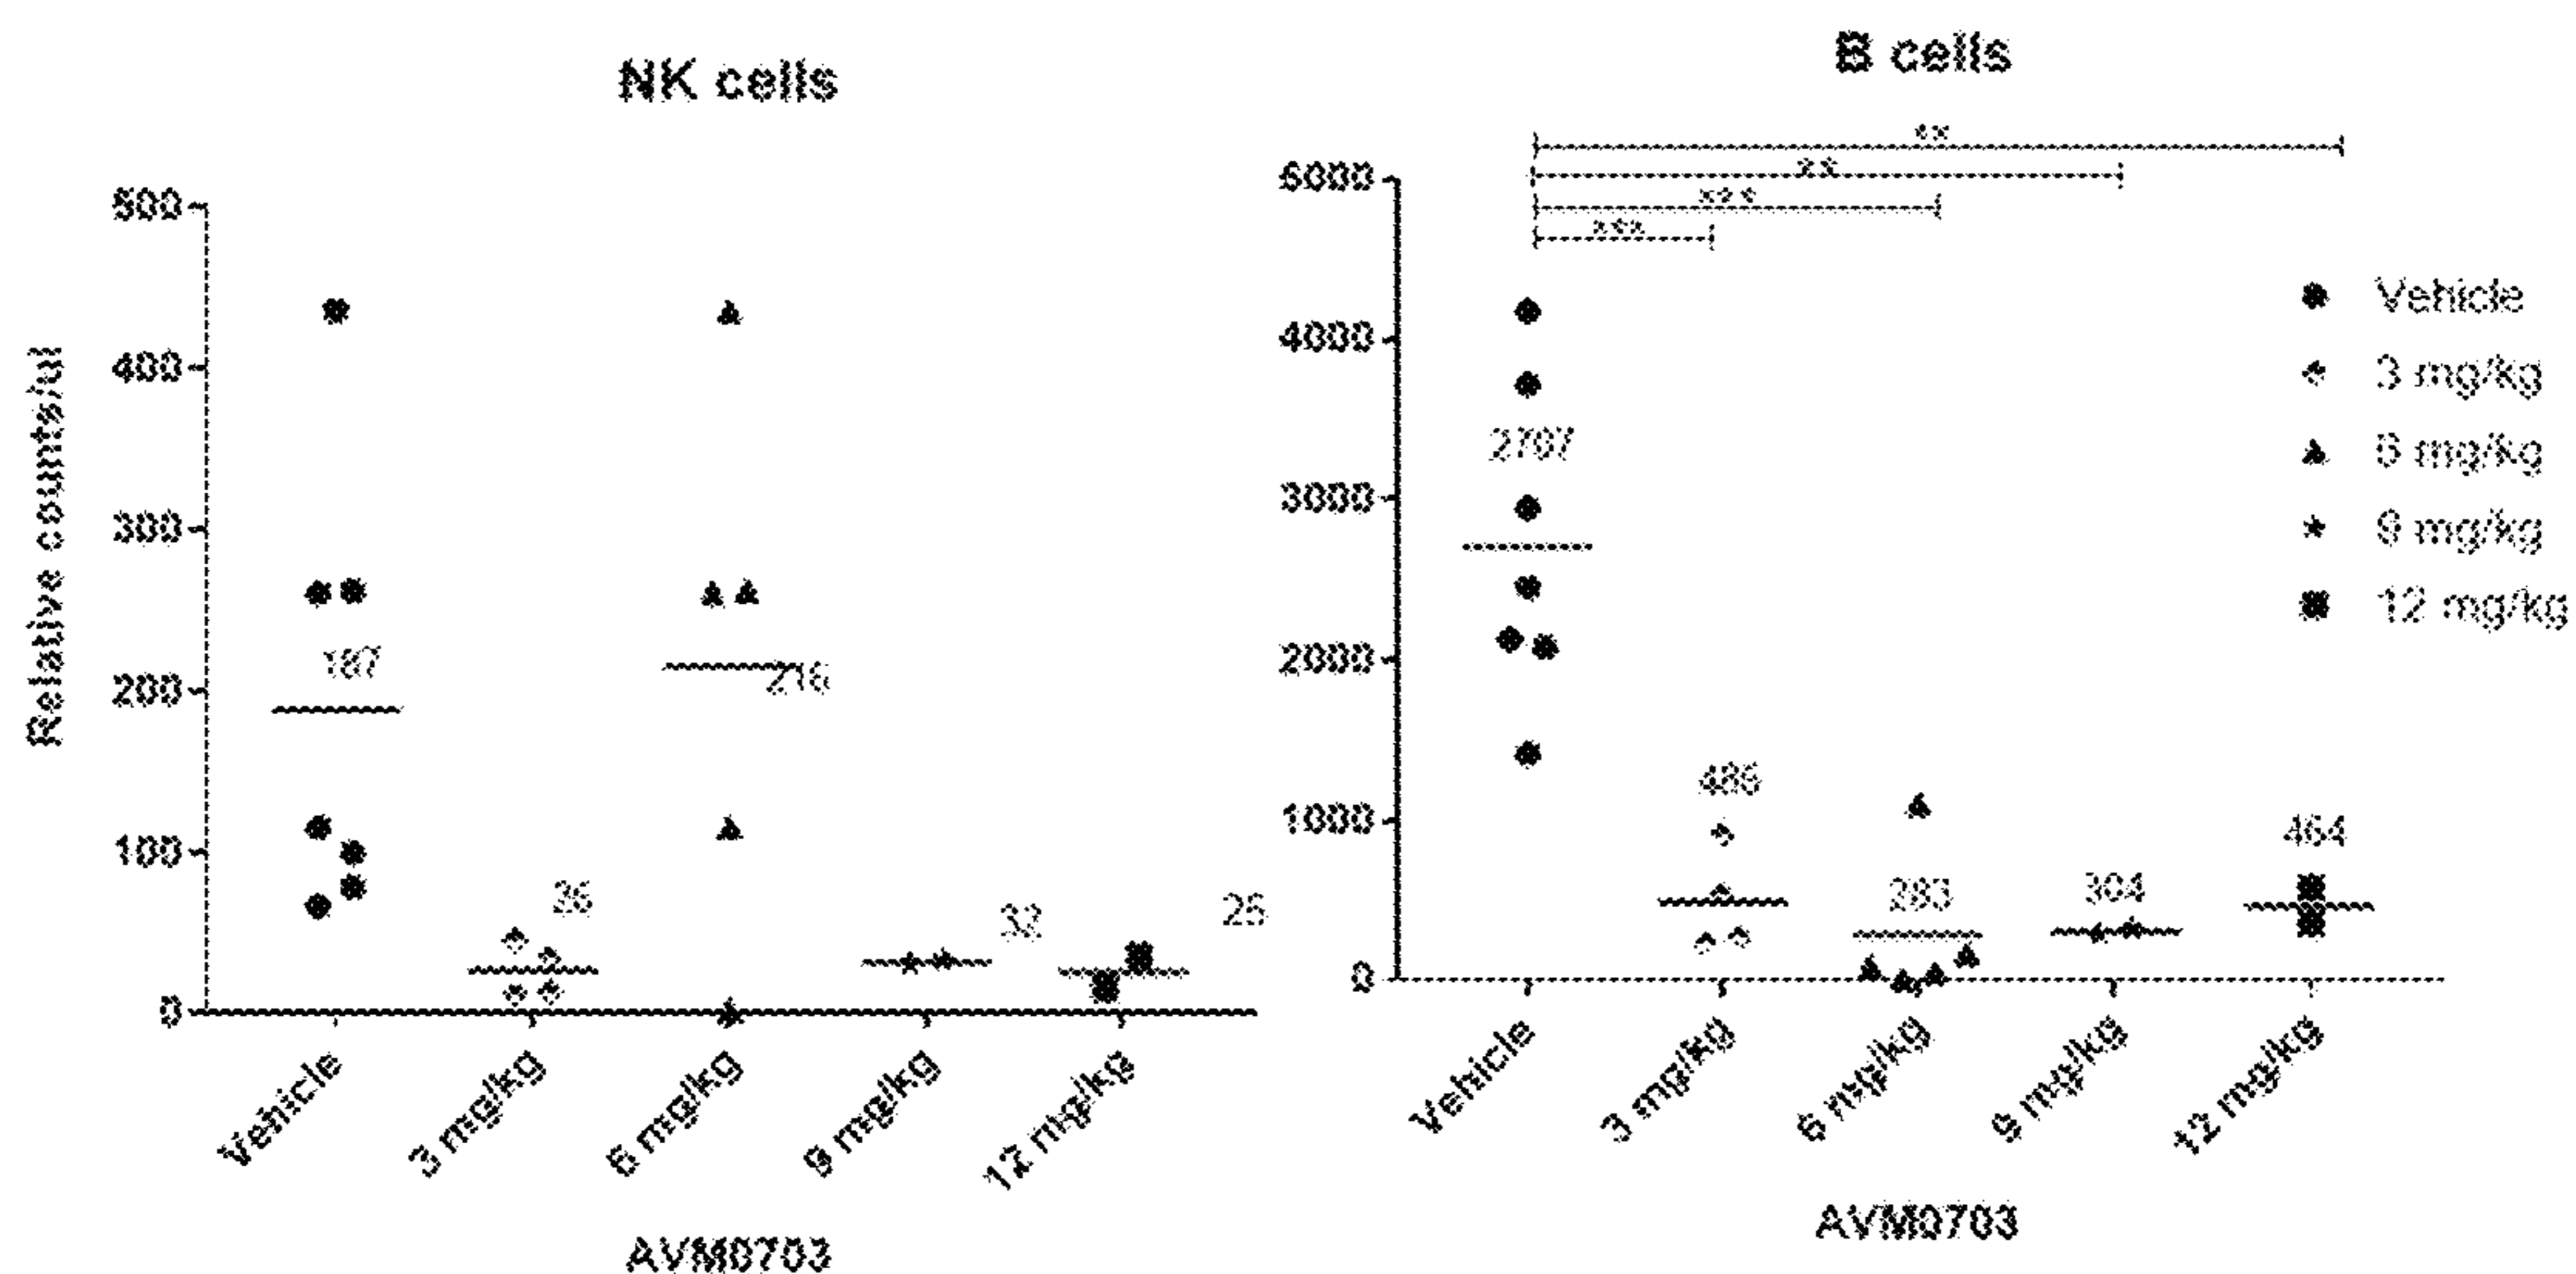 NK cells
Relative counts/ul
500
400
300
200
100
0
187
26
216
32
25
Vehicle
3 mg/kg
6 mg/kg
9 mg/kg
12 mg/kg
AVM0703
B cells
**
**
***
***
5000
4000
3000
2000
1000
0
2707
283
304
464
Vehicle
3 mg/kg
6 mg/kg
9 mg/kg
12 mg/kg
AVM0703
Vehicle
3 mg/kg
6 mg/kg
9 mg/kg
12 mg/kg